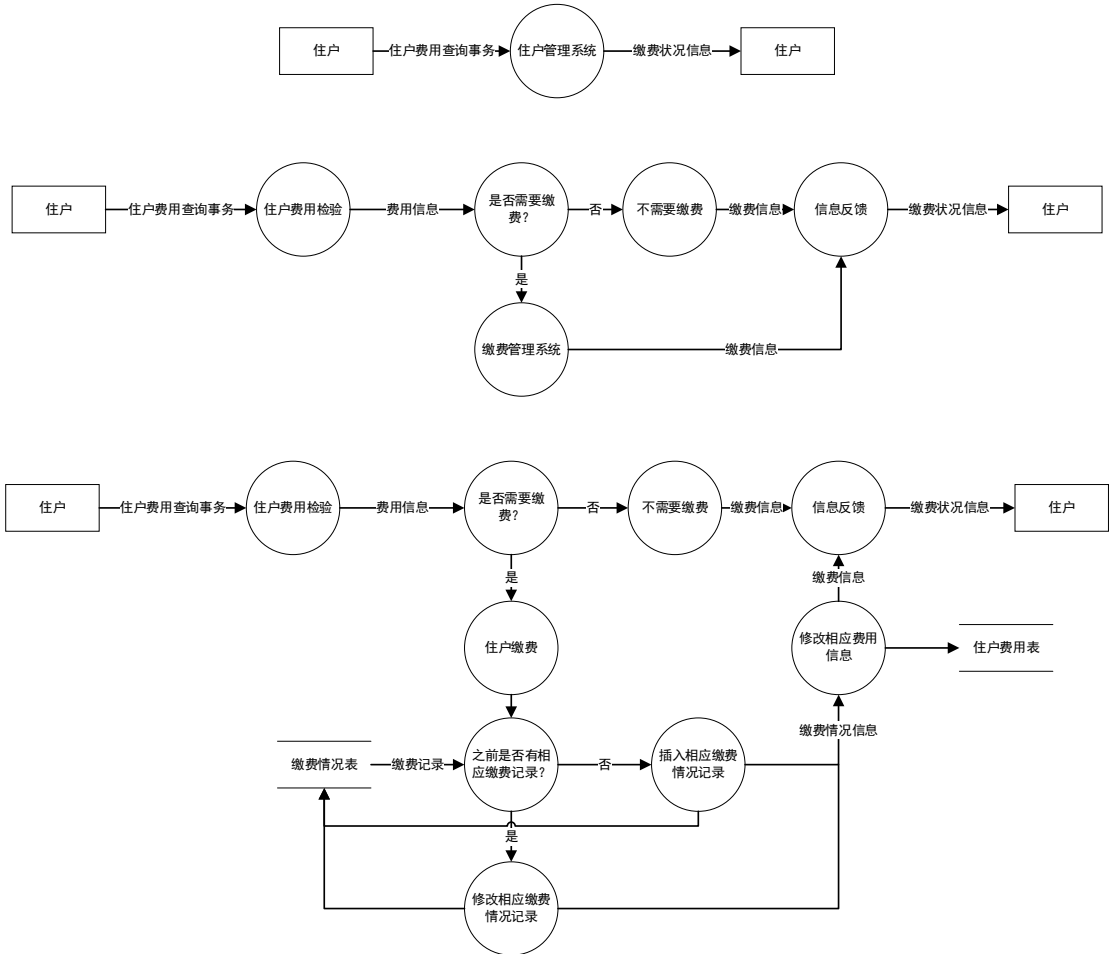 住户
住户费用查询事务
住户管理系统
缴费状况信息
住户
住户
住户费用查询事务
住户费用检验
费用信息
是否需要缴
费？
否
不需要缴费
缴费信息
信息反馈
缴费状况信息
住户
是
缴费管理系统
缴费信息
住户
住户费用查询事务
住户费用检验
费用信息
是否需要缴
费？
否
不需要缴费
缴费信息
信息反馈
缴费状况信息
住户
是
缴费信息
住户缴费
修改相应费用
信息
住户费用表
缴费情况信息
缴费情况表
缴费记录
之前是否有相
应缴费记录？
否
插入相应缴费
情况记录
是
修改相应缴费
情况记录